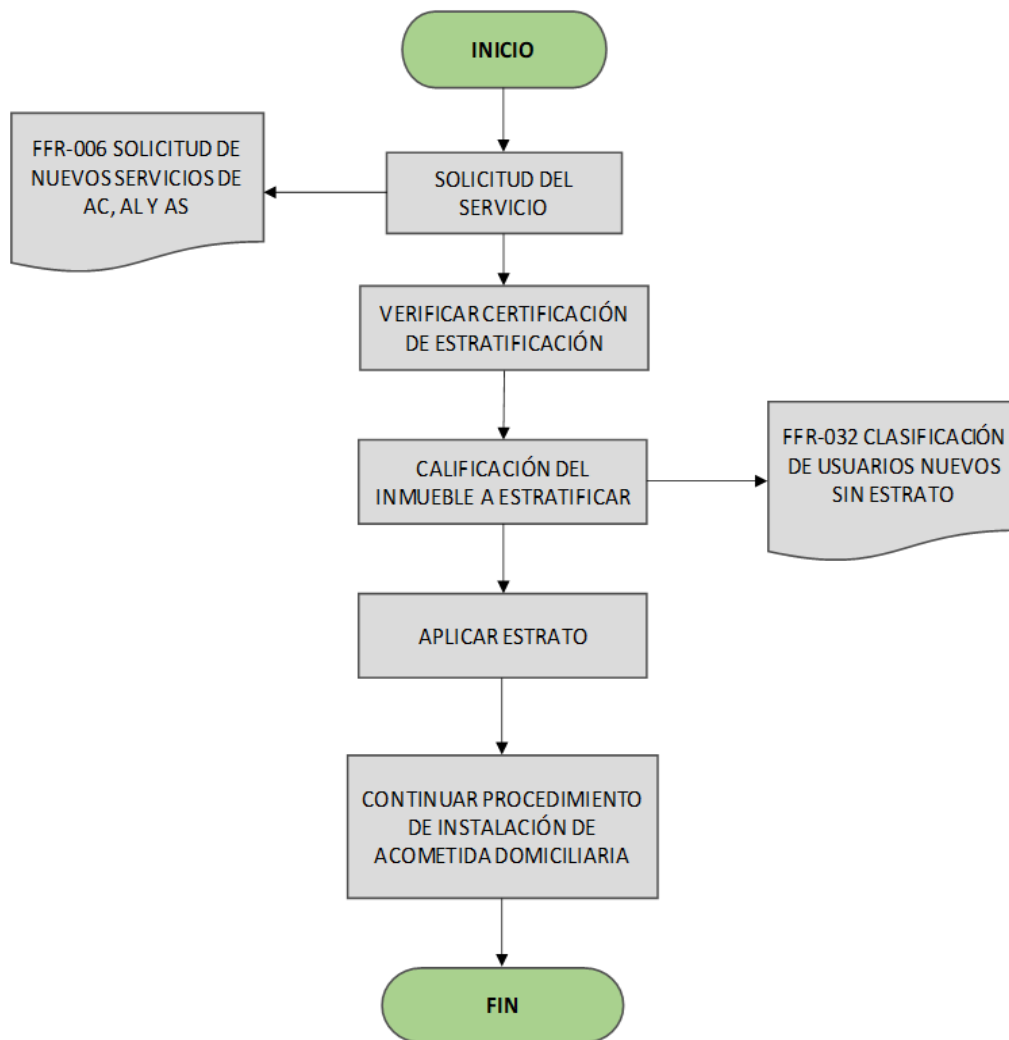 INICIO
FFR-006 SOLICITUD DE
NUEVOS SERVICIOS DE
AC, AL Y AS
SOLICITUD DEL
SERVICIO
VERIFICAR CERTIFICACIÓN
DE ESTRATIFICACIÓN
CALIFICACIÓN DEL
INMUEBLE A ESTRATIFICAR
FFR-032 CLASIFICACIÓN
DE USUARIOS NUEVOS
SIN ESTRATO
APLICAR ESTRATO
CONTINUAR PROCEDIMIENTO
DE INSTALACIÓN DE
ACOMETIDA DOMICILIARIA
FIN